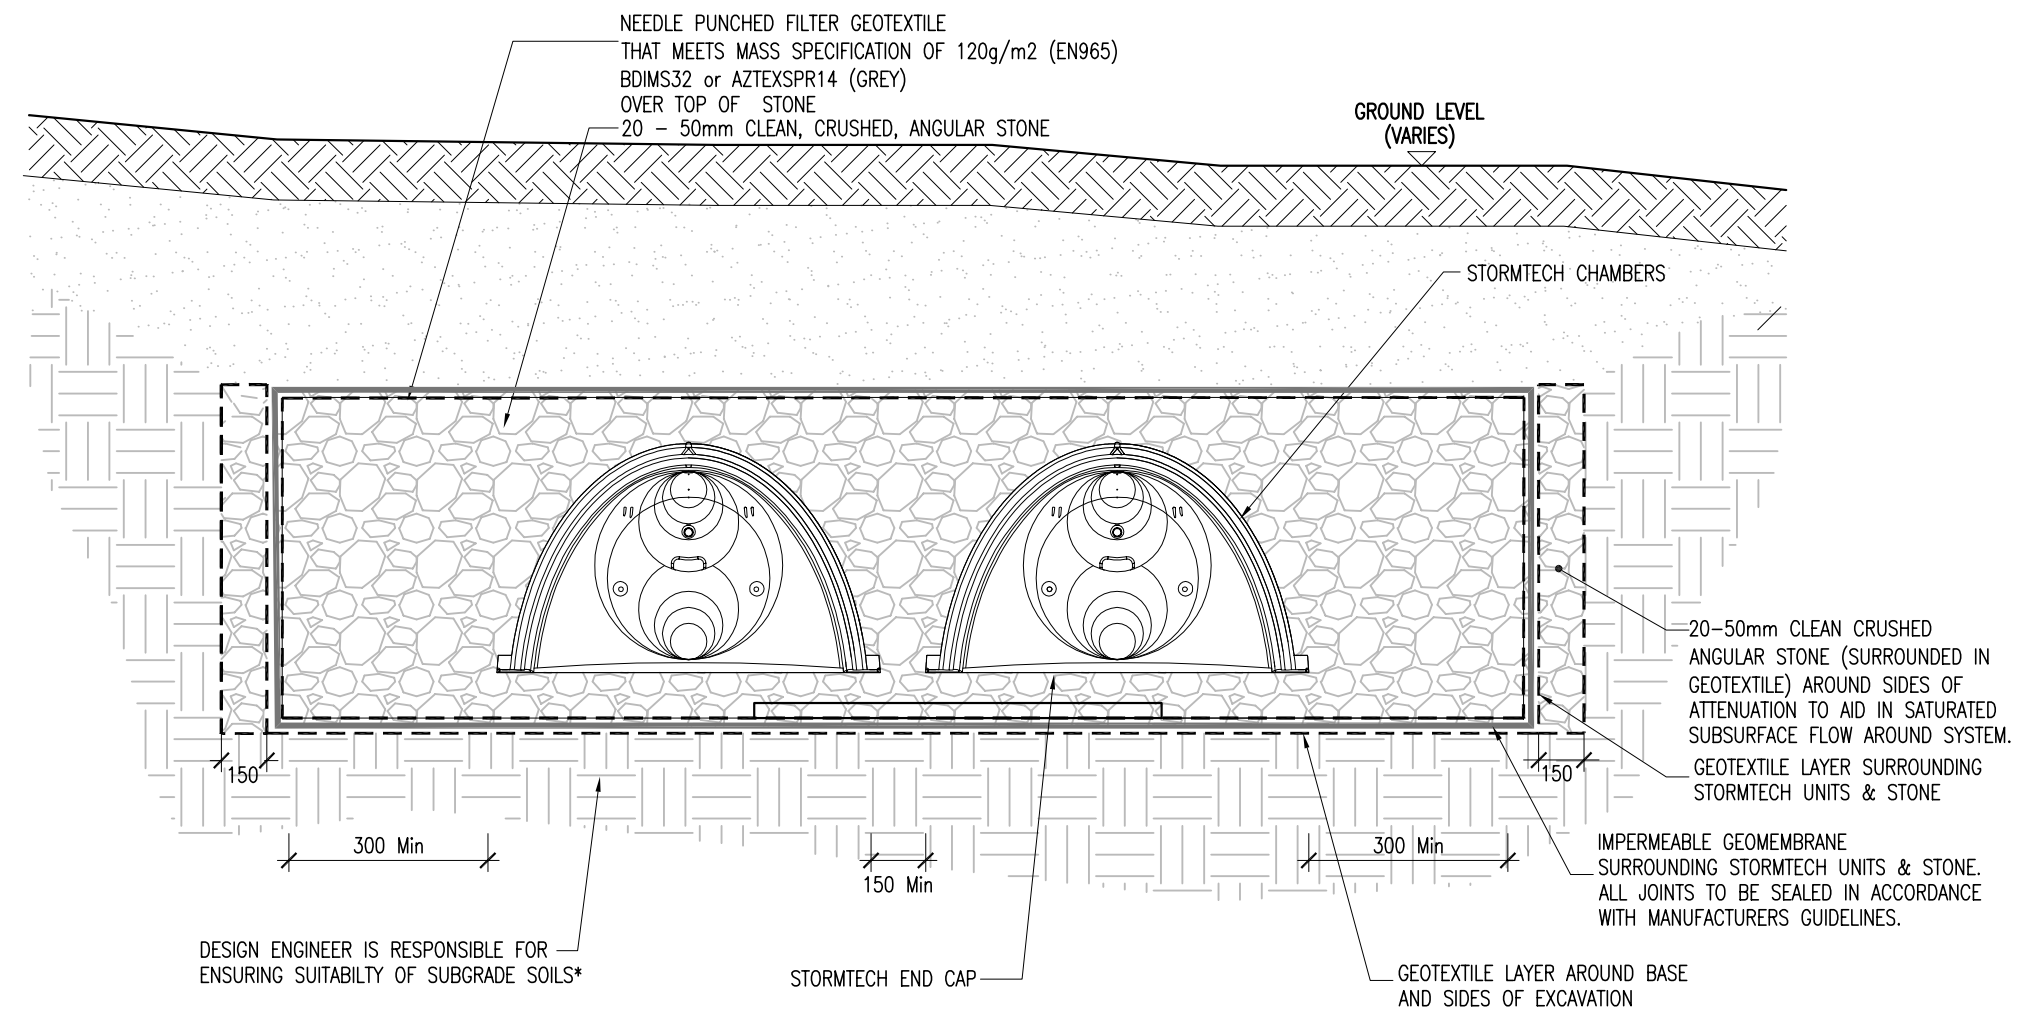 NEEDLE PUNCHED FILTER GEOTEXTILE
THAT MEETS MASS SPECIFICATION OF 120g/m2 (EN965)
BDIMS32 or AZTEXSPR14 (GREY)
OVER TOP OF STONE
20 - 50mm CLEAN, CRUSHED, ANGULAR STONE
GROUND LEVEL
(VARIES)
STORMTECH CHAMBERS
20-50mm CLEAN CRUSHED
ANGULAR STONE (SURROUNDED IN
GEOTEXTILE) AROUND SIDES OF
ATTENUATION TO AID IN SATURATED
SUBSURFACE FLOW AROUND SYSTEM.
GEOTEXTILE LAYER SURROUNDING
STORMTECH UNITS & STONE
150
150
300 Min
150 Min
300 Min
IMPERMEABLE GEOMEMBRANE
SURROUNDING STORMTECH UNITS & STONE.
ALL JOINTS TO BE SEALED IN ACCORDANCE
WITH MANUFACTURERS GUIDELINES.
DESIGN ENGINEER IS RESPONSIBLE FOR
ENSURING SUITABILTY OF SUBGRADE SOILS*
STORMTECH END CAP
GEOTEXTILE LAYER AROUND BASE
AND SIDES OF EXCAVATION